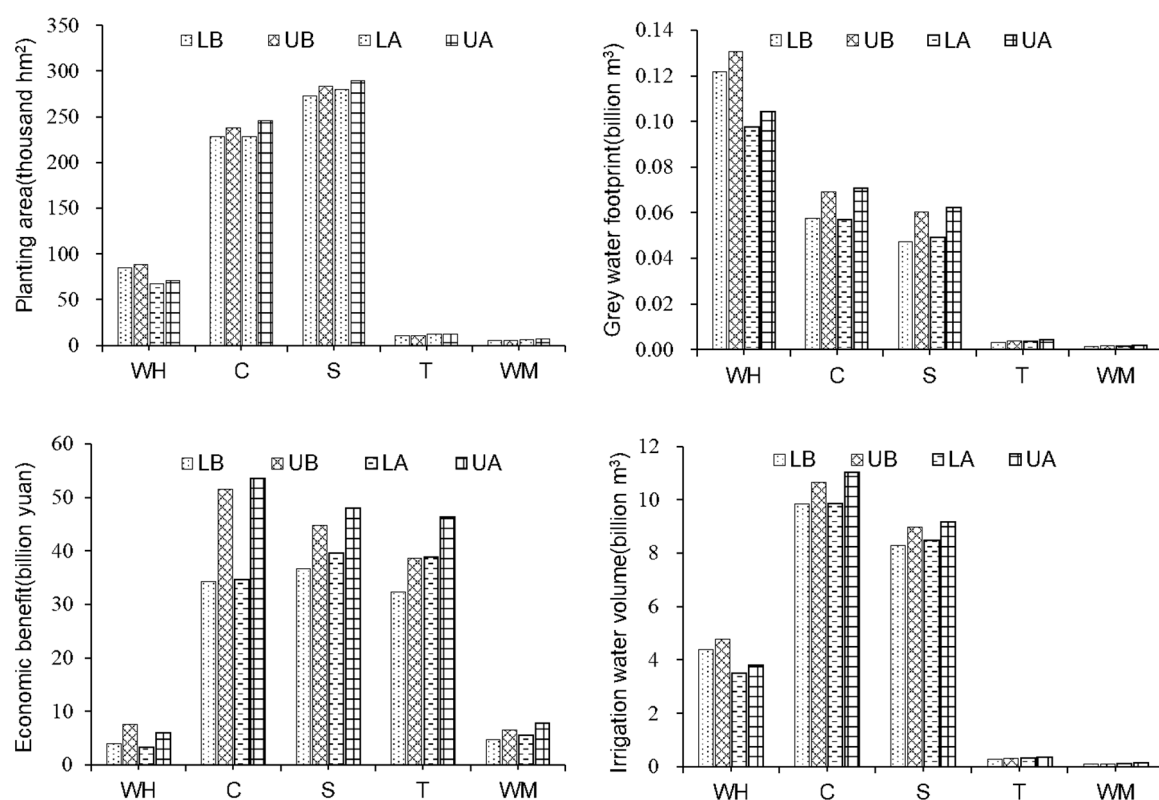 Planting area(thousand hm²)
350
300
250
200
150
100
50
0
LB UB LA UA
WH C S T WM
Grey water footprint(billion m³)
0.14
0.12
0.10
0.08
0.06
0.04
0.02
0.00
LB UB LA UA
WH C S T WM
Economic benefit(billion yuan)
60
50
40
30
20
10
0
LB UB LA UA
WH C S T WM
Irrigation water volume(billion m³)
12
10
8
6
4
2
0
LB UB LA UA
WH C S T WM